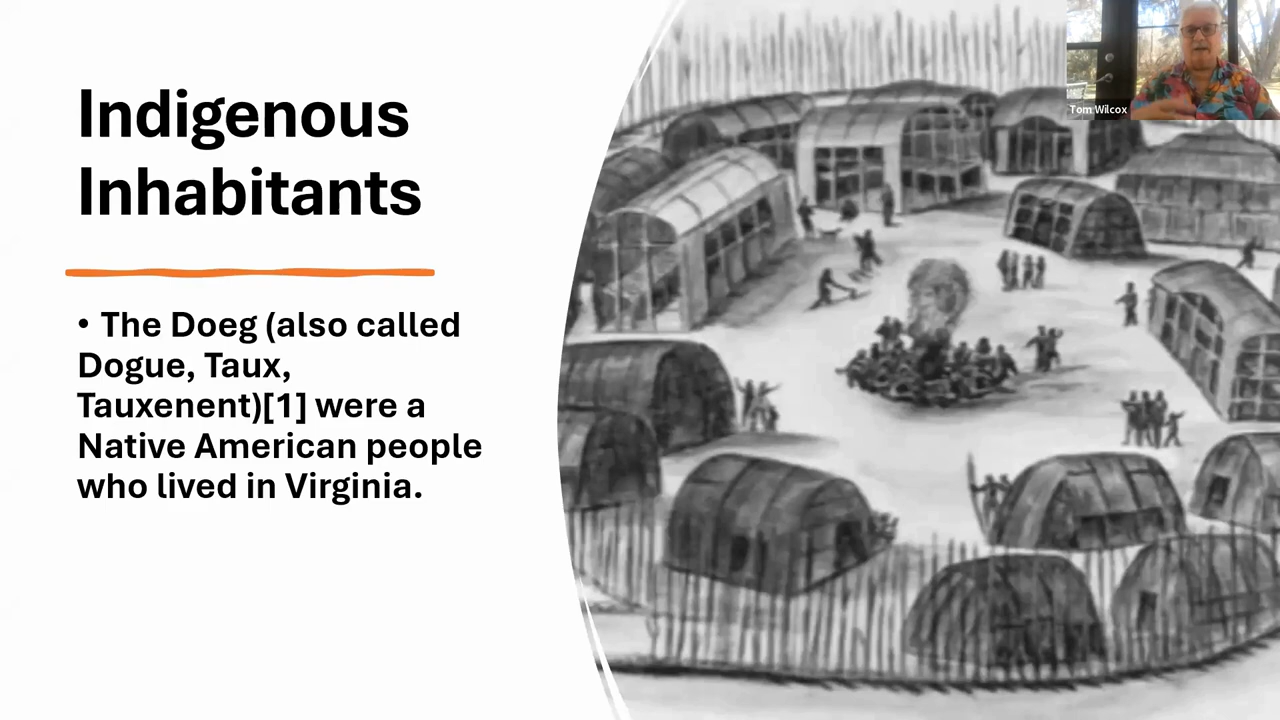 Indigenous
Inhabitants
• The Doeg (also called
Dogue, Taux,
Tauxenent)[1] were a
Native American people
who lived in Virginia.
Tom Wilcox